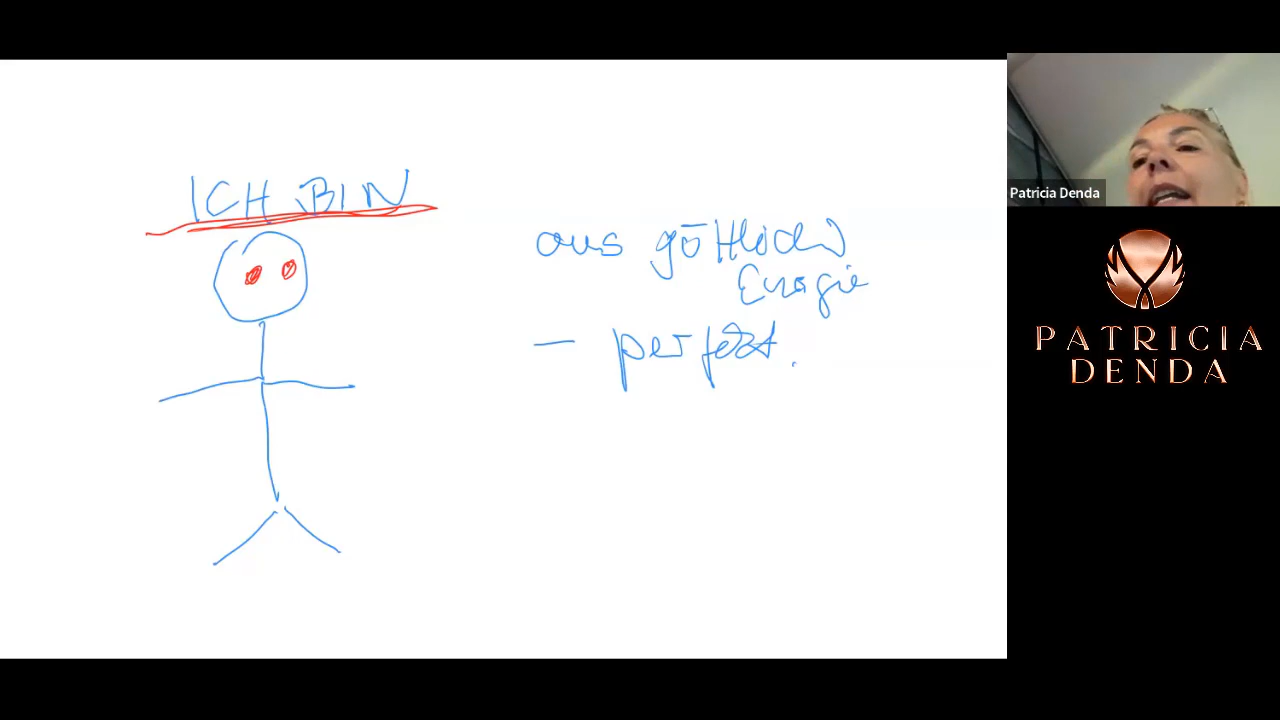 ICH BIN
aus göttlicher
Energie
– perfekt.
Patricia Denda
PATRICIA
DENDA